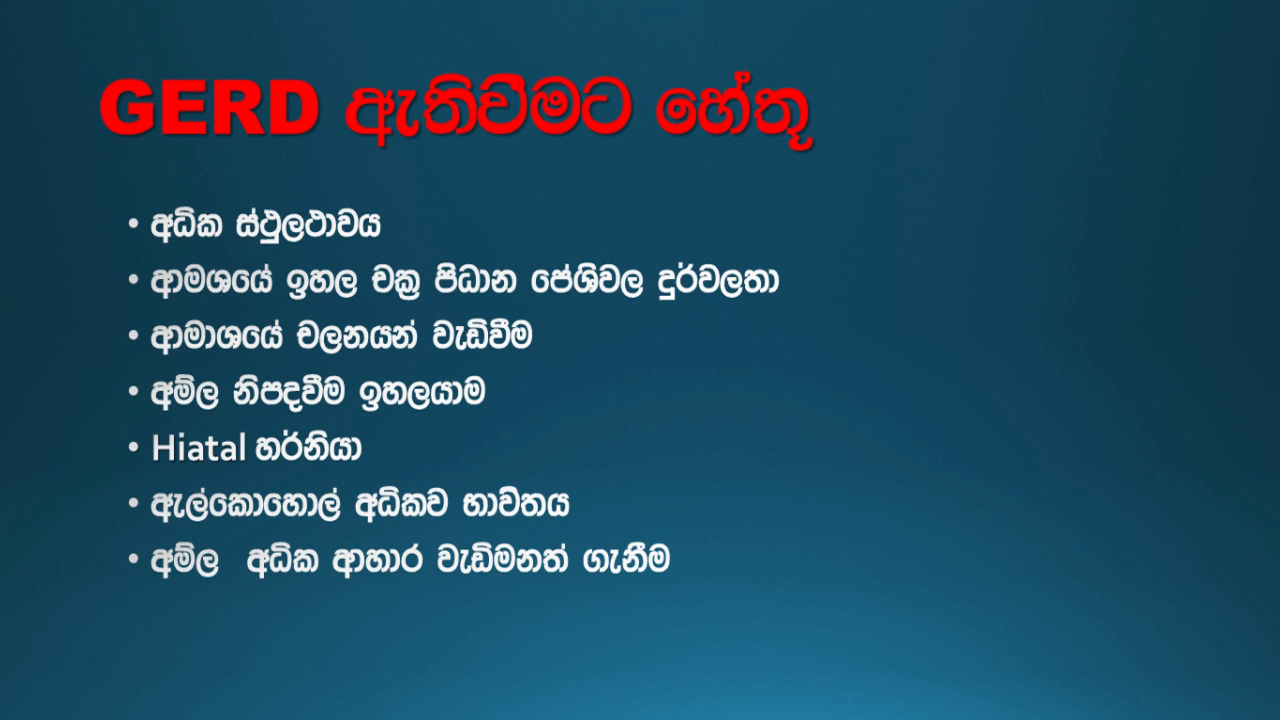 GERD ඇතිවීමට හේතූ
• අධික ස්ථුලථාවය
• ආමශයේ ඉහල චක්‍ර පිධාන පේශිවල දුර්වලතා
• ආමාශයේ චලනයන් වැඩිවීම
• අම්ල නිපදවීම ඉහලයාම
• Hiatal හර්නියා
• ඇල්කොහොල් අධිකව භාවිතය
• අම්ල අධික ආහාර වැඩිමනත් ගැනීම